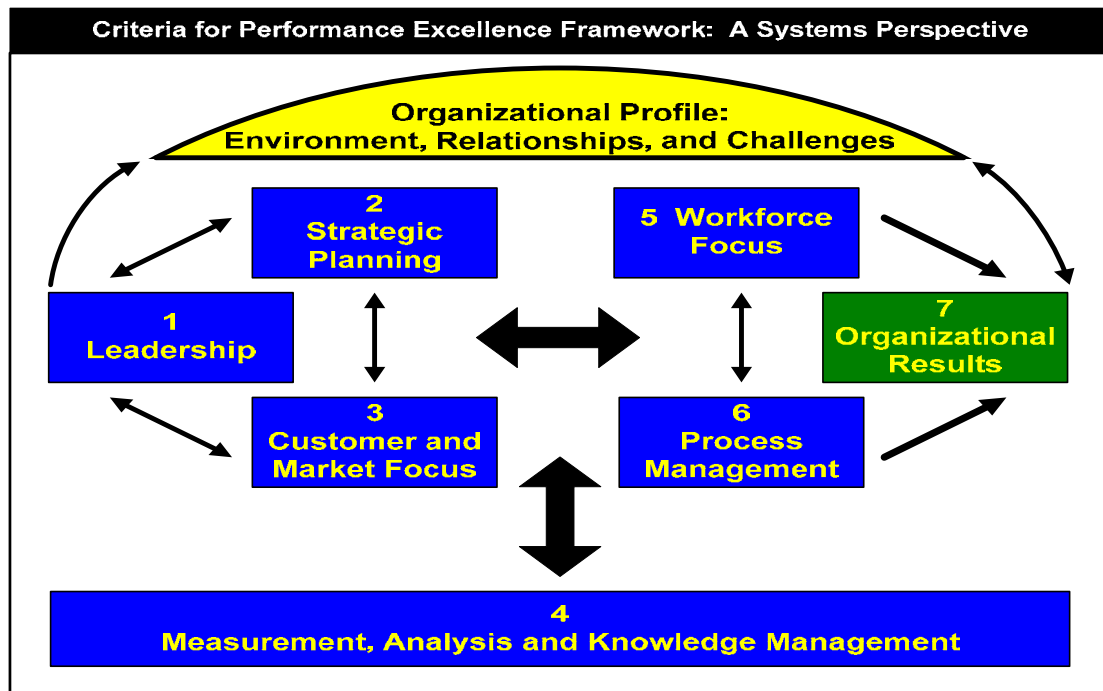 Criteria for Performance Excellence Framework:  A Systems Perspective
Organizational Profile:
Environment, Relationships, and Challenges
2
Strategic
Planning
5  Workforce
Focus
1
Leadership
7
Organizational
Results
3
Customer and
Market Focus
6
Process
Management
4
Measurement, Analysis and Knowledge Management